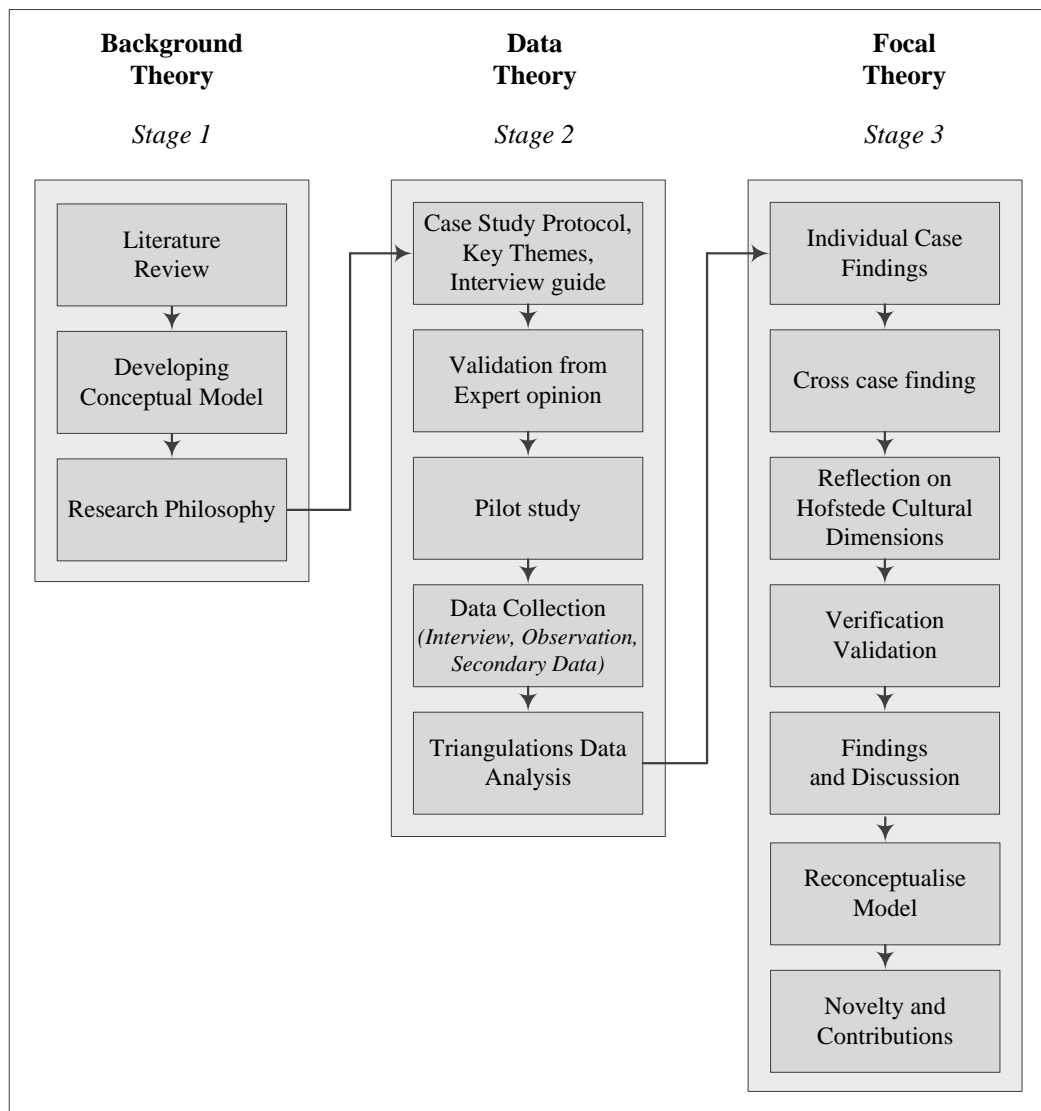 Background
Theory
Stage 1
Literature
Review
Developing
Conceptual Model
Research Philosophy
Data
Theory
Stage 2
Case Study Protocol,
Key Themes,
Interview guide
Validation from
Expert opinion
Pilot study
Data Collection
(Interview, Observation,
Secondary Data)
Triangulations Data
Analysis
Focal
Theory
Stage 3
Individual Case
Findings
Cross case finding
Reflection on
Hofstede Cultural
Dimensions
Verification
Validation
Findings
and Discussion
Reconceptualise
Model
Novelty and
Contributions